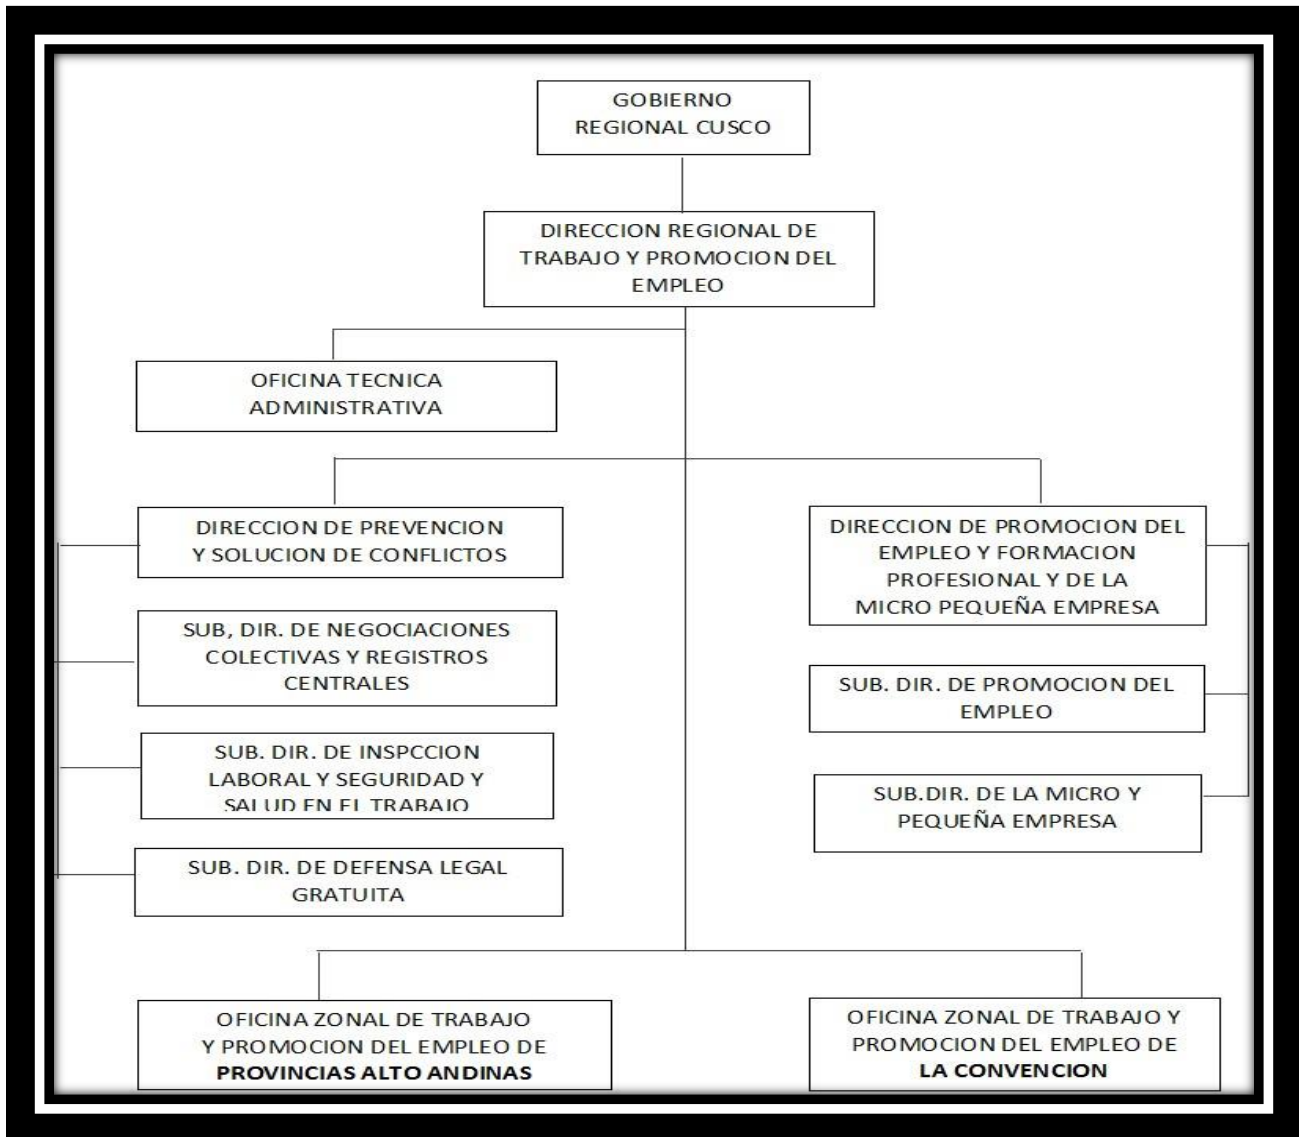 GOBIERNO
REGIONAL CUSCO
DIRECCION REGIONAL DE
TRABAJO Y PROMOCION DEL
EMPLEO
OFICINA TECNICA
ADMINISTRATIVA
DIRECCION DE PREVENCION
Y SOLUCION DE CONFLICTOS
SUB, DIR. DE NEGOCIACIONES
COLECTIVAS Y REGISTROS
CENTRALES
SUB. DIR. DE INSPCCION
LABORAL Y SEGURIDAD Y
SALUD EN EL TRABAJO
SUB. DIR. DE DEFENSA LEGAL
GRATUITA
DIRECCION DE PROMOCION DEL
EMPLEO Y FORMACION
PROFESIONAL Y DE LA
MICRO PEQUEÑA EMPRESA
SUB. DIR. DE PROMOCION DEL
EMPLEO
SUB.DIR. DE LA MICRO Y
PEQUEÑA EMPRESA
OFICINA ZONAL DE TRABAJO
Y PROMOCION DEL EMPLEO DE
PROVINCIAS ALTO ANDINAS
OFICINA ZONAL DE TRABAJO Y
PROMOCION DEL EMPLEO DE
LA CONVENCION